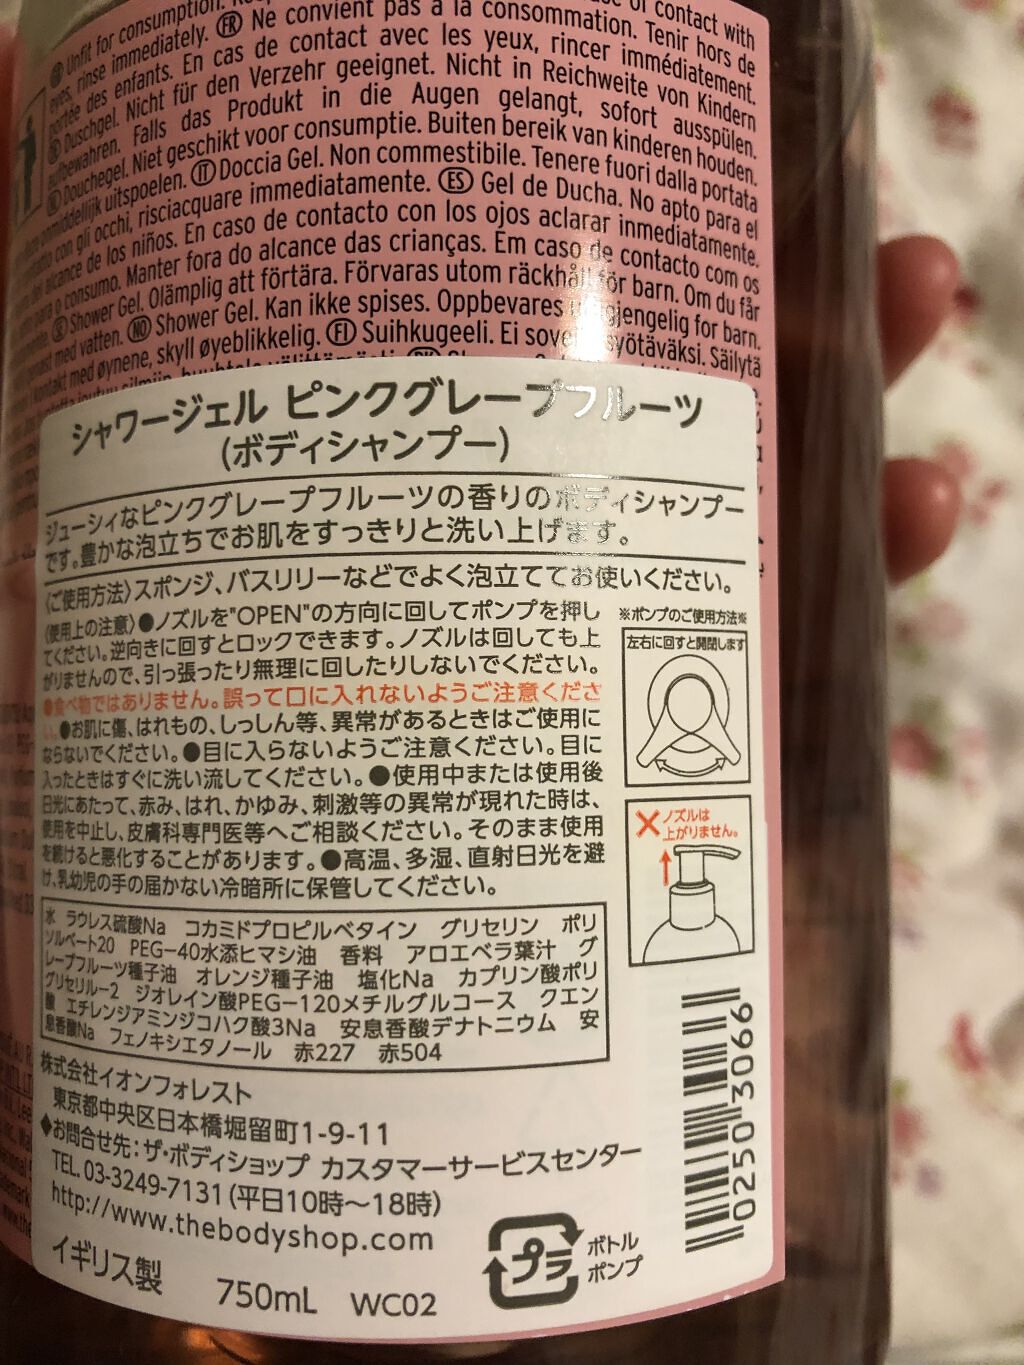 Unfit for consumption.
of contact with
eyes, rinse immediately. FR Ne convient pas à la consommation. Tenir hors de
portée des enfants. En cas de contact avec les yeux, rincer immédiatement.
Duschgel. Nicht für den Verzehr geeignet. Nicht in Reichweite von Kindern
aufbewahren. Falls das Produkt in die Augen gelangt, sofort ausspülen.
Douchegel. Niet geschikt voor consumptie. Buiten bereik van kinderen houden.
onmiddellijk uitspoelen. IT Doccia Gel. Non commestibile. Tenere fuori dalla portata
contatto con gli occhi, risciacquare immediatamente. ES Gel de Ducha. No apto para el
del alcance de los niños. En caso de contacto con los ojos aclarar inmediatamente.
para o consumo. Manter fora do alcance das crianças. Em caso de contacto com os
Shower Gel. Olämplig att förtära. Förvaras utom räckhåll för barn. Om du får
med vatten. NO Shower Gel. Kan ikke spises. Oppbevares utilgjengelig for barn.
kontakt med øynene, skyll øyeblikkelig. FI Suihkugeeli. Ei sove syötäväksi. Säilytä
シャワージェル ピンクグレープフルーツ
(ボディシャンプー)
ジューシィなピンクグレープフルーツの香りのボディシャンプー
です。豊かな泡立ちでお肌をすっきりと洗い上げます。
〈ご使用方法〉スポンジ、バスリリーなどでよく泡立ててお使いください。
〈使用上の注意〉●ノズルを"OPEN"の方向に回してポンプを押し
てください。逆向きに回すとロックできます。ノズルは回しても上
がりませんので、引っ張ったり無理に回したりしないでください。
●食べ物ではありません。誤って口に入れないようご注意くださ
い。●お肌に傷、はれもの、しっしん等、異常があるときはご使用に
ならないでください。●目に入らないようご注意ください。目に
入ったときはすぐに洗い流してください。●使用中または使用後
日光にあたって、赤み、はれ、かゆみ、刺激等の異常が現れた時は、
使用を中止し、皮膚科専門医等へご相談ください。そのまま使用
を続けると悪化することがあります。●高温、多湿、直射日光を避
け、乳幼児の手の届かない冷暗所に保管してください。
※ポンプのご使用方法※
左右に回すと開閉します
ノズルは
上がりません。
水 ラウレス硫酸Na コカミドプロピルベタイン グリセリン ポリ
ソルベート20 PEG-40水添ヒマシ油 香料 アロエベラ葉汁 グ
レープフルーツ種子油 オレンジ種子油 塩化Na カプリン酸ポリ
グリセリル-2 ジオレイン酸PEG-120メチルグルコース クエン
酸 エチレンジアミンジコハク酸3Na 安息香酸デナトニウム 安
息香酸Na フェノキシエタノール 赤227 赤504
株式会社イオンフォレスト
東京都中央区日本橋堀留町1-9-11
◆お問合せ先：ザ・ボディショップ カスタマーサービスセンター
TEL.03-3249-7131(平日10時〜18時)
http://www.thebodyshop.com
イギリス製 750mL WC02
プラ
ボトル
ポンプ
02503066